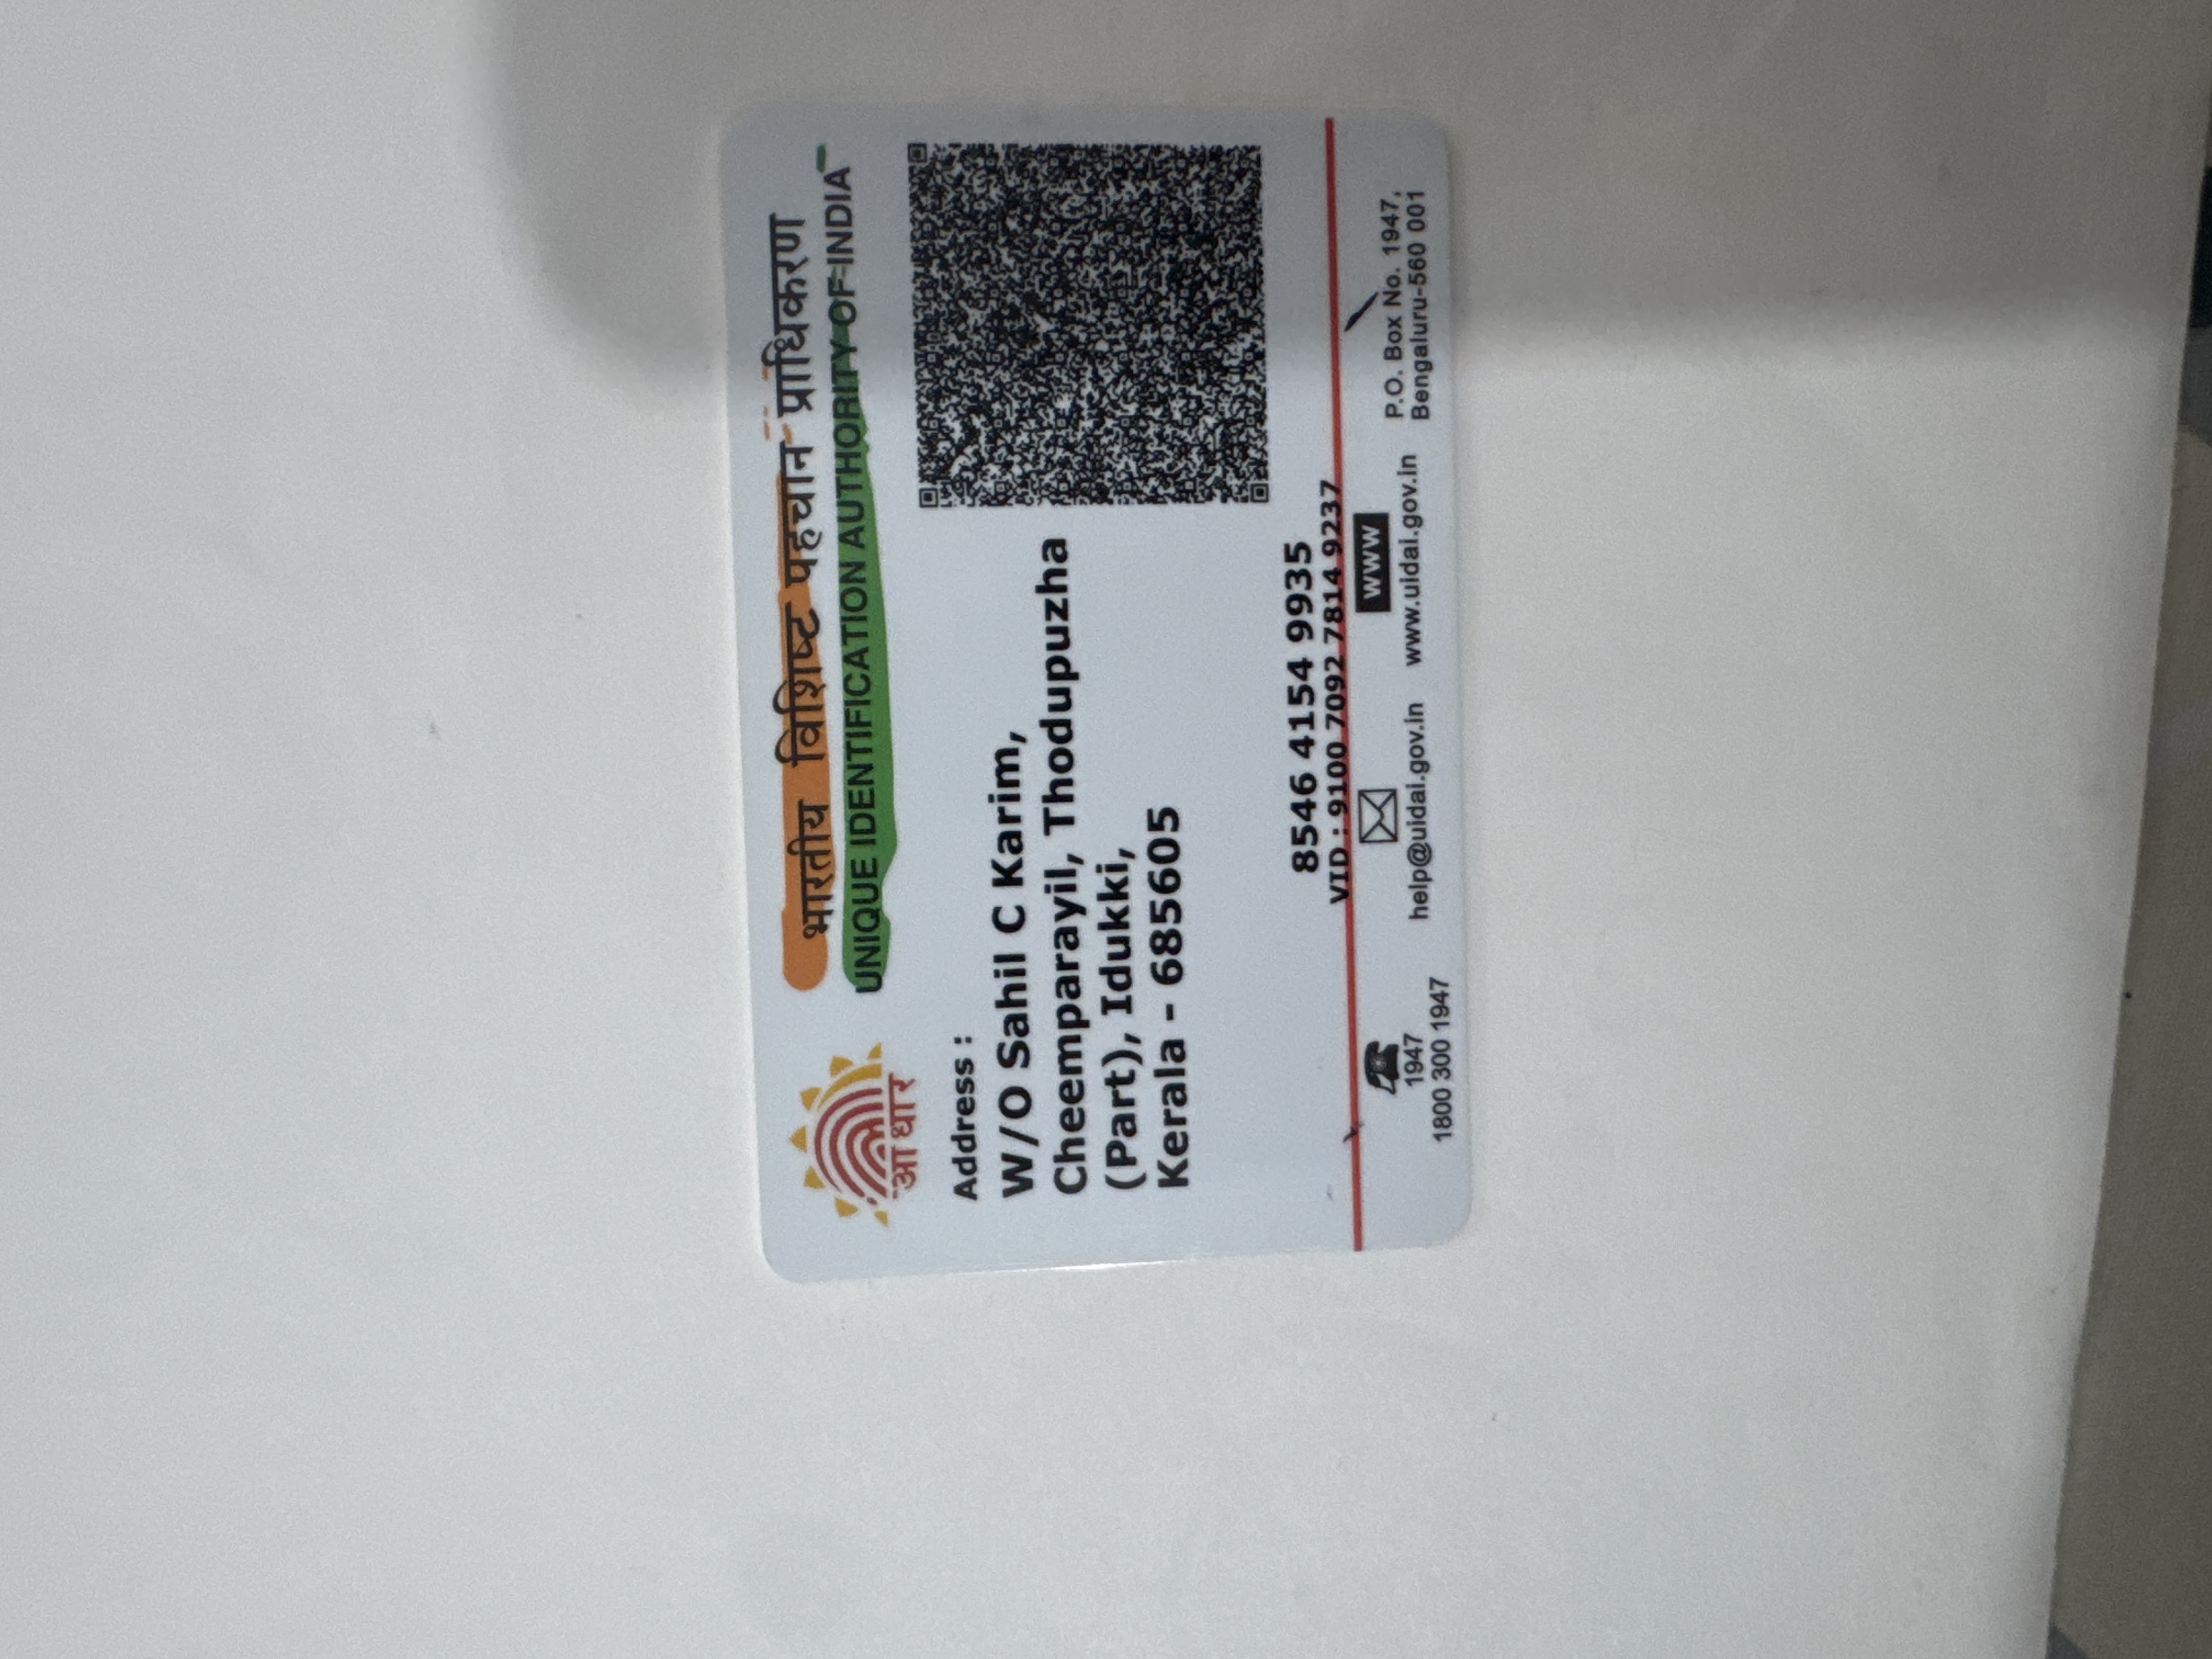 भारतीय विशिष्ट पहचान प्राधिकरण
UNIQUE IDENTIFICATION AUTHORITY OF INDIA
आधार
Address :
W/O Sahil C Karim,
Cheemparayil, Thodupuzha
(Part), Idukki,
Kerala - 685605
8546 4154 9935
VID : 9100 7092 7814 9237
1947
1800 300 1947
help@uidai.gov.in
WWW
www.uidai.gov.in
P.O. Box No. 1947,
Bengaluru-560 001